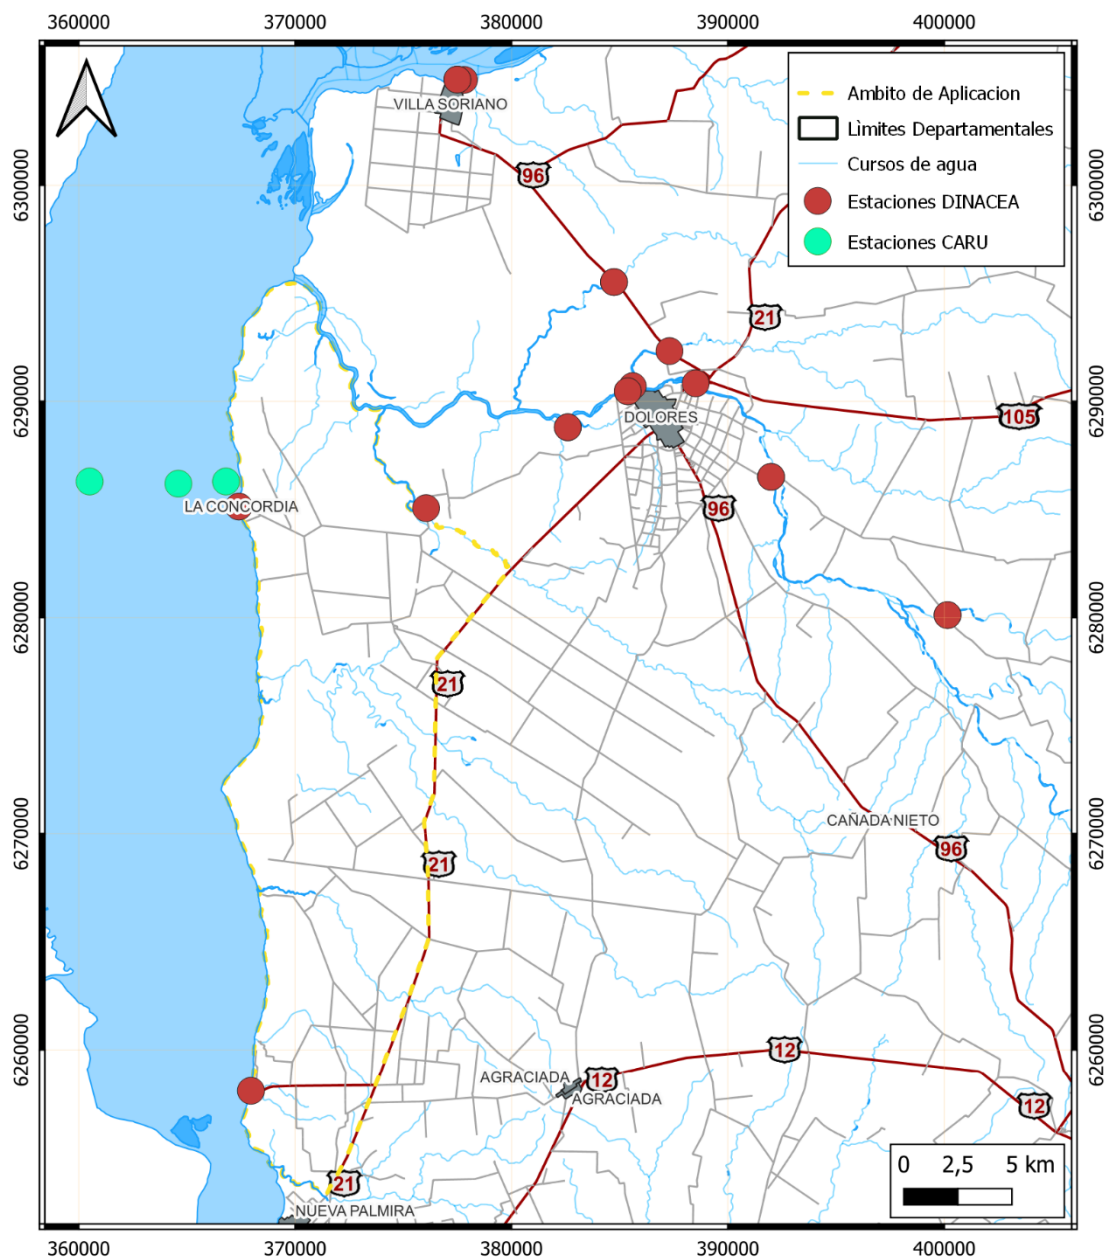 360000
370000
380000
390000
400000
Ambito de Aplicacion
Lìmites Departamentales
Cursos de agua
Estaciones DINACEA
Estaciones CARU
VILLA SORIANO
96
6300000
6300000
21
6290000
6290000
DOLORES
105
LA CONCORDIA
96
6280000
6280000
21
CAÑADA NIETO
6270000
6270000
21
96
12
6260000
6260000
AGRACIADA
12
AGRACIADA
12
0 2,5 5 km
21
NUEVA PALMIRA
360000
370000
380000
390000
400000